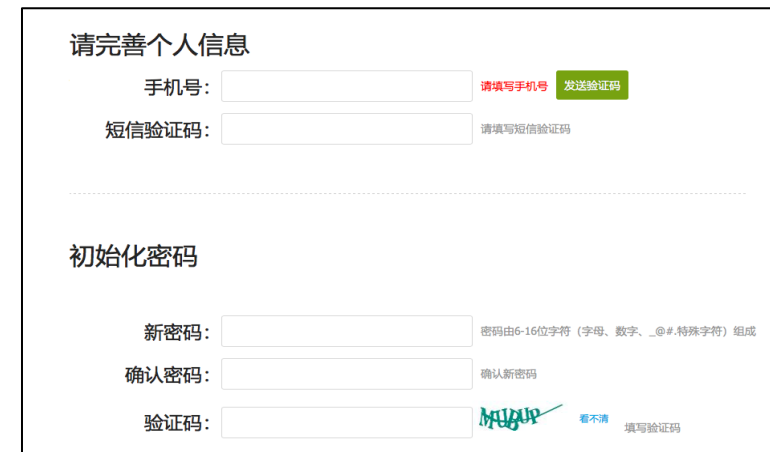 请完善个人信息
手机号： 请填写手机号 发送验证码
短信验证码： 请填写短信验证码
初始化密码
新密码： 密码由6-16位字符（字母、数字、_@#.特殊字符）组成
确认密码： 确认新密码
验证码： 看不清 填写验证码